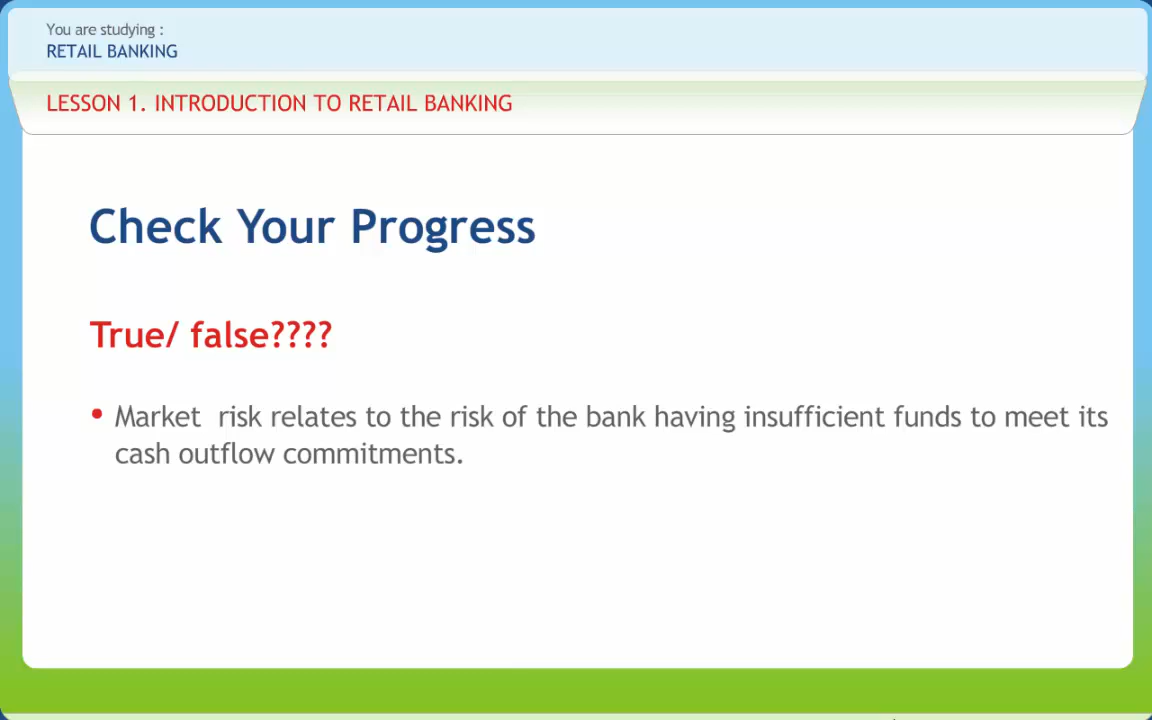 You are studying :
RETAIL BANKING
LESSON 1. INTRODUCTION TO RETAIL BANKING
Check Your Progress
True/ false????
• Market  risk relates to the risk of the bank having insufficient funds to meet its
cash outflow commitments.